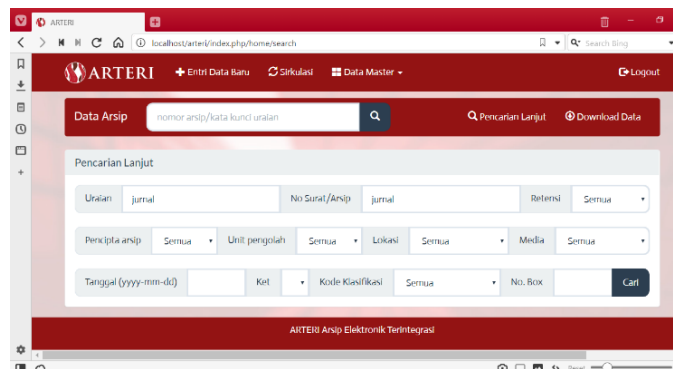 ARTERI
localhost/arteri/index.php/home/search
Search Bing
ARTERI Entri Data Baru Sirkulasi Data Master Logout
Data Arsip nomor arsip/kata kunci uraian Pencarian Lanjut Download Data
Pencarian Lanjut
Uraian jurnal No Surat/Arsip jurnal Retensi Semua
Pencipta arsip Semua Unit pengolah Semua Lokasi Semua Media Semua
Tanggal (yyyy-mm-dd) Ket Kode Klasifikasi Semua No. Box Cari
ARTERI Arsip Elektronik Terintegrasi
Reset